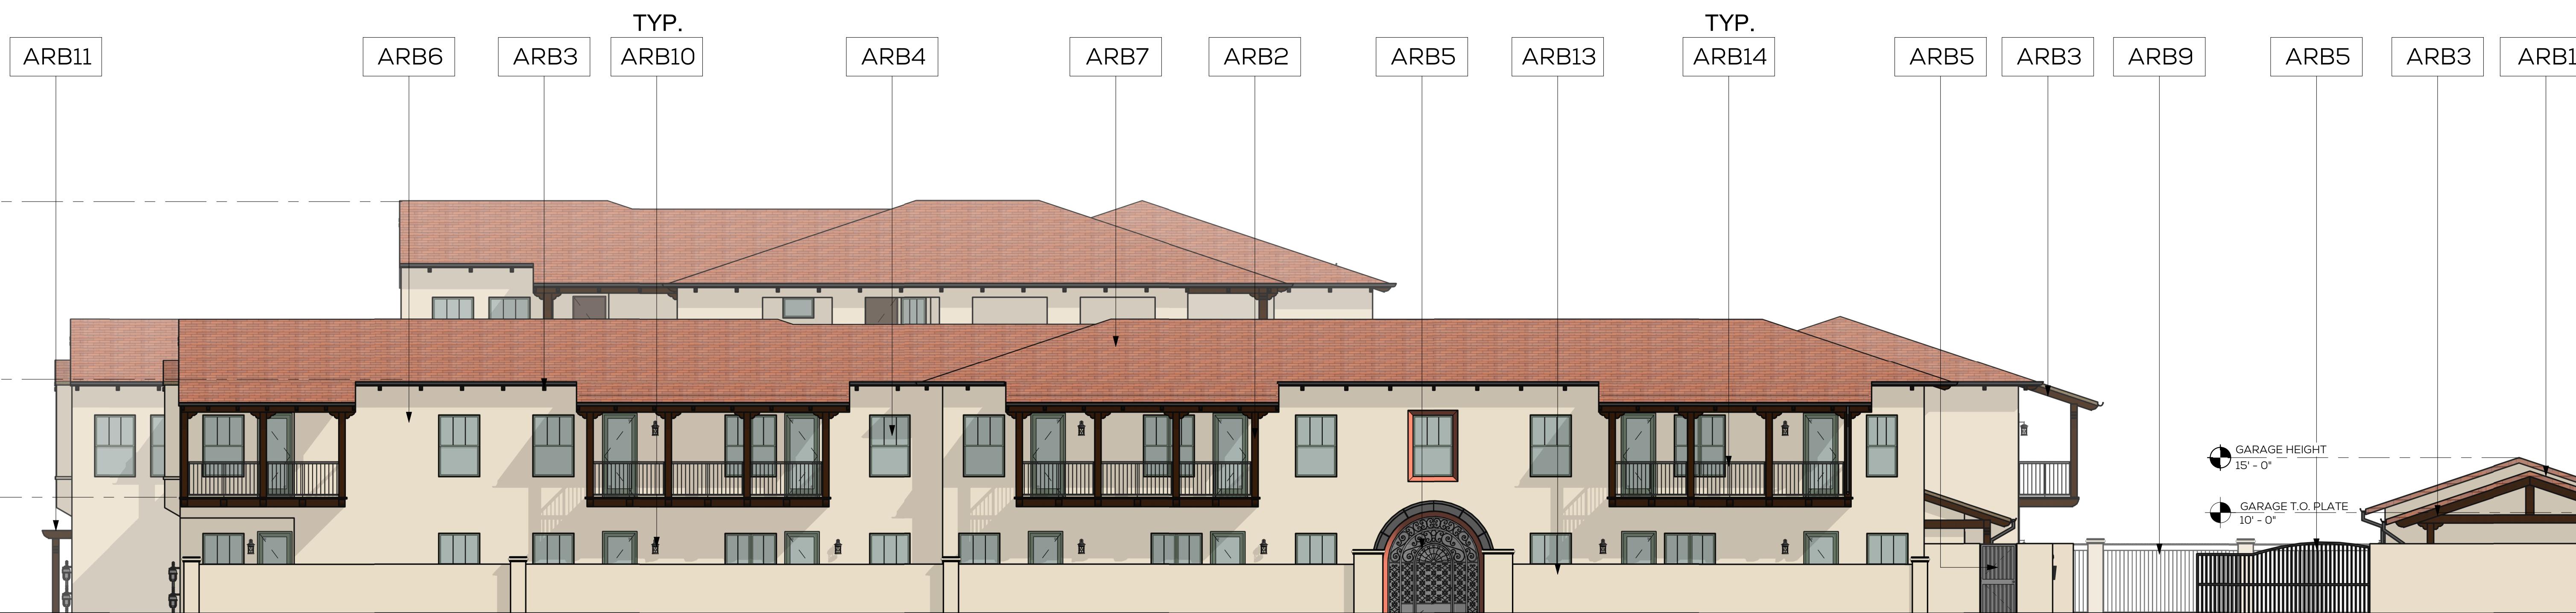 TYP. TYP.
ARB11 ARB6 ARB3 ARB10 ARB4 ARB7 ARB2 ARB5 ARB13 ARB14 ARB5 ARB3 ARB9 ARB5 ARB3 ARB1
GARAGE HEIGHT
15' - 0"
GARAGE T.O. PLATE
10' - 0"